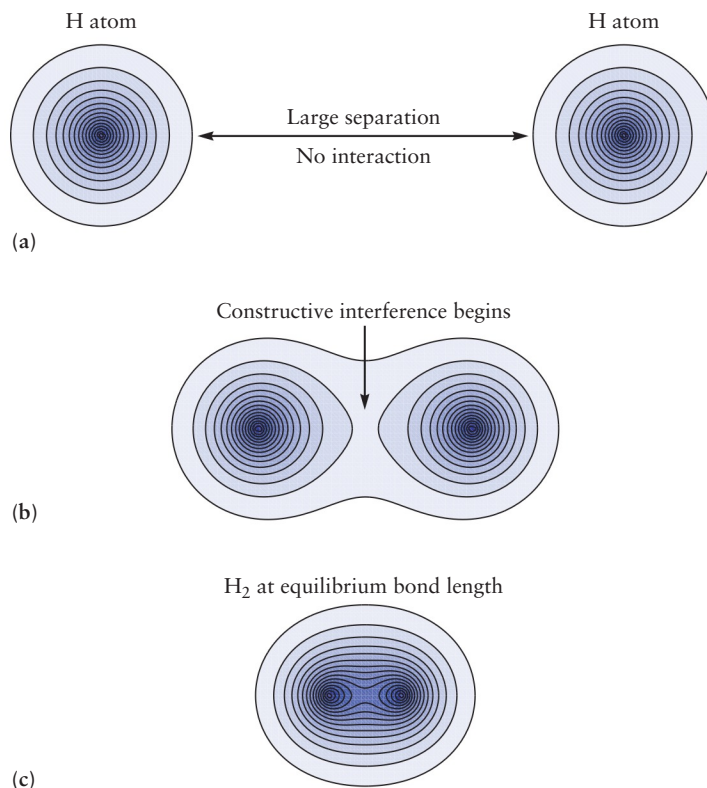 H atom
H atom
Large separation
No interaction
(a)
Constructive interference begins
(b)
H₂ at equilibrium bond length
(c)